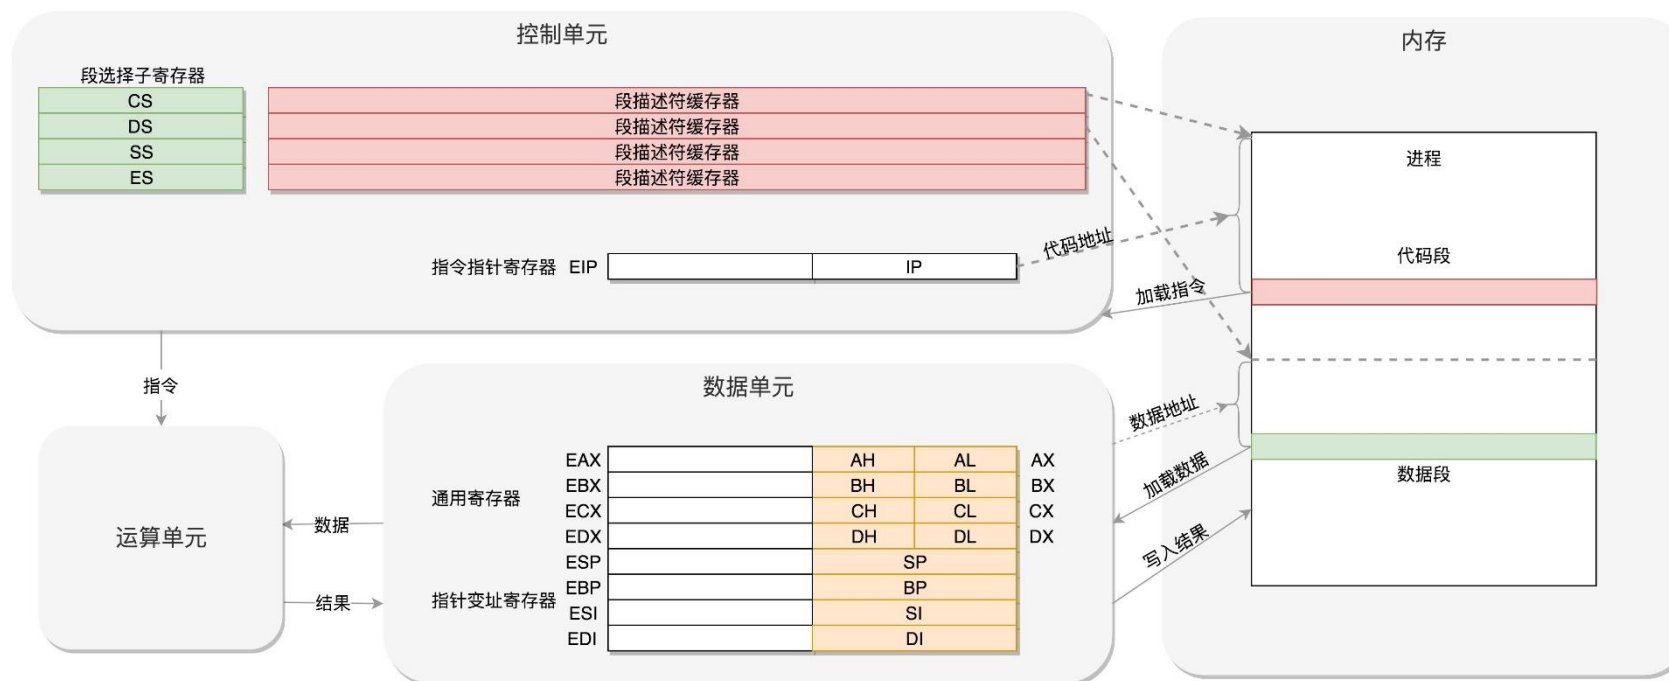 控制单元
段选择子寄存器
CS 段描述符缓存器
DS 段描述符缓存器
SS 段描述符缓存器
ES 段描述符缓存器
指令指针寄存器 EIP IP
代码地址
加载指令
内存
进程
代码段
数据段
指令
数据单元
数据地址
加载数据
写入结果
通用寄存器
EAX AH AL AX
EBX BH BL BX
ECX CH CL CX
EDX DH DL DX
指针变址寄存器
ESP SP
EBP BP
ESI SI
EDI DI
运算单元
数据
结果